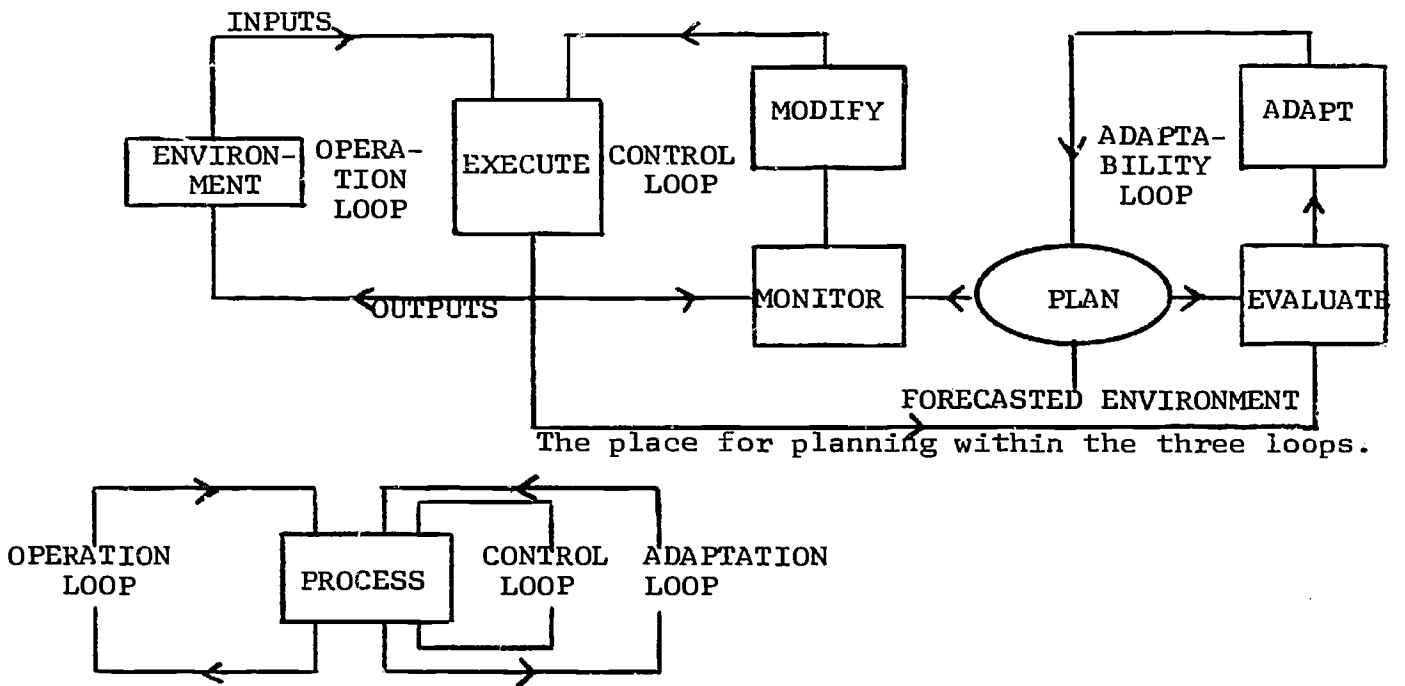 INPUTS
MODIFY
ADAPT
ENVIRON-
MENT
OPERA-
TION
LOOP
EXECUTE
CONTROL
LOOP
ADAPTA-
BILITY
LOOP
OUTPUTS
MONITOR
PLAN
EVALUATE
FORECASTED ENVIRONMENT
The place for planning within the three loops.
OPERATION
LOOP
PROCESS
CONTROL
LOOP
ADAPTATION
LOOP